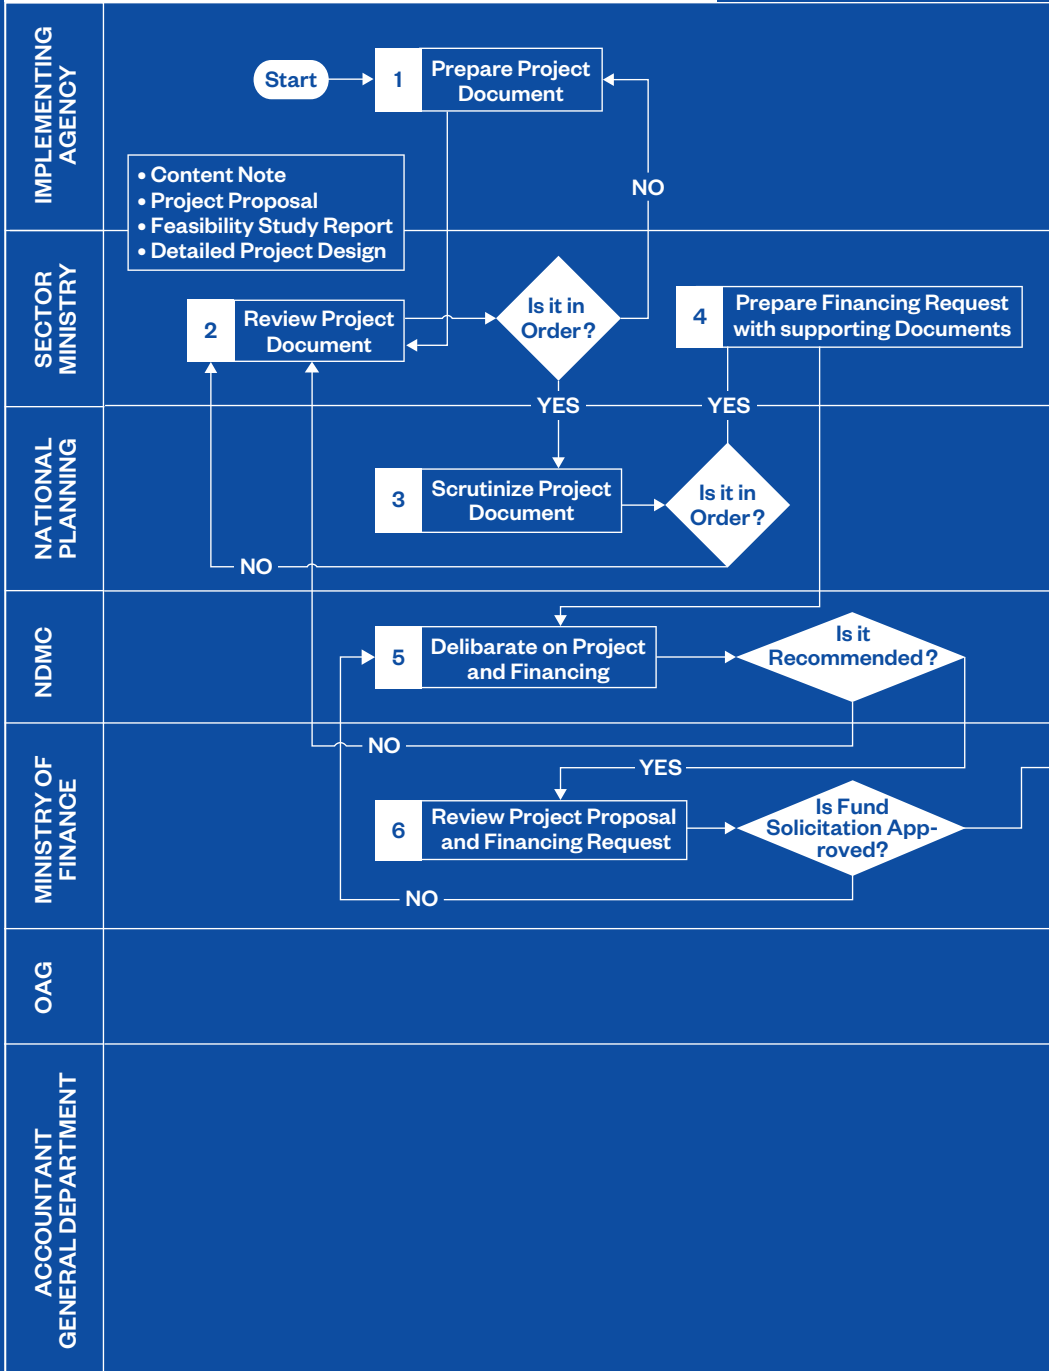 IMPLEMENTING
AGENCY
Start
1
Prepare Project
Document
NO
• Content Note
• Project Proposal
• Feasibility Study Report
• Detailed Project Design
SECTOR
MINISTRY
2
Review Project
Document
Is it in
Order?
4
Prepare Financing Request
with supporting Documents
YES
YES
NATIONAL
PLANNING
3
Scrutinize Project
Document
Is it in
Order?
NO
NDMC
5
Delibarate on Project
and Financing
Is it
Recommended?
NO
YES
MINISTRY OF
FINANCE
6
Review Project Proposal
and Financing Request
Is Fund
Solicitation App-
roved?
NO
OAG
ACCOUNTANT
GENERAL DEPARTMENT